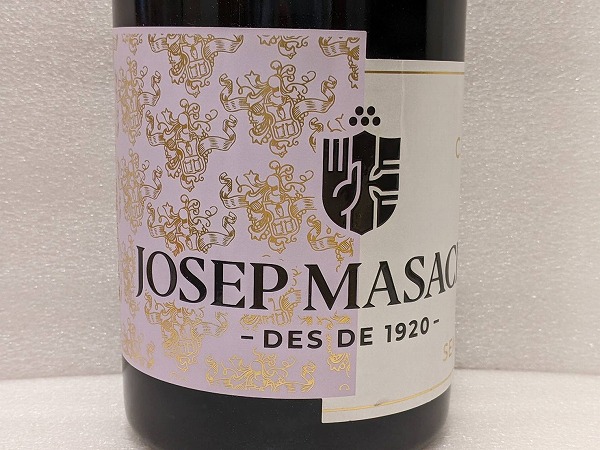 JOSEP MASAC
- DES DE 1920 -